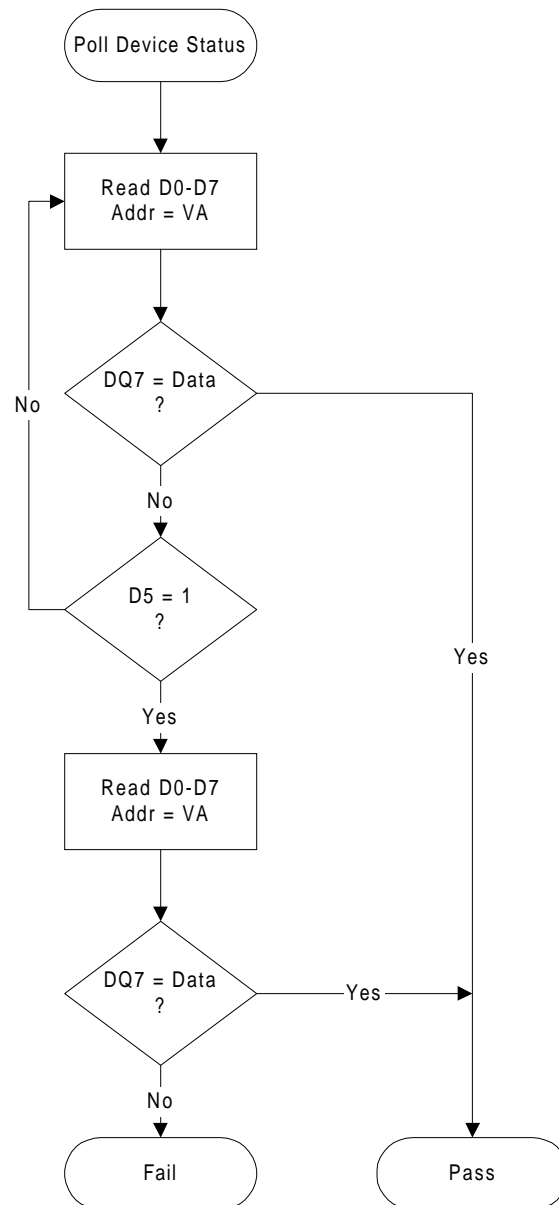 Poll Device Status
Read D0-D7
Addr = VA
DQ7 = Data
?
No
No
D5 = 1
?
Yes
Yes
Read D0-D7
Addr = VA
DQ7 = Data
?
Yes
No
Fail
Pass